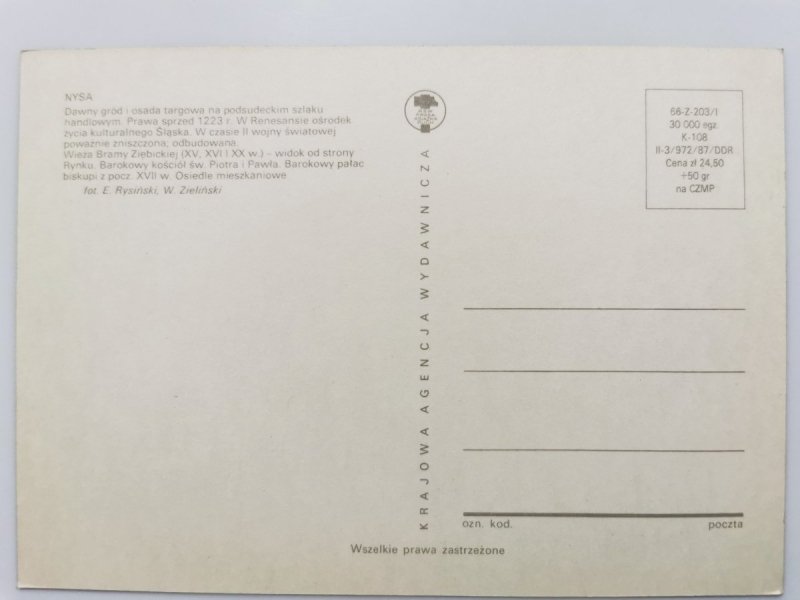 NYSA
Dawny gród i osada targowa na podsudeckim szlaku
handlowym. Prawa sprzed 1223 r. W Renesansie ośrodek
życia kulturalnego Śląska. W czasie II wojny światowej
poważnie zniszczona; odbudowana.
Wieża Bramy Ziębickiej (XV, XVI i XX w.) – widok od strony
Rynku. Barokowy kościół św. Piotra i Pawła. Barokowy pałac
biskupi z pocz. XVII w. Osiedle mieszkaniowe
fot. E. Rysiński, W. Zieliński
KRAJOWA AGENCJA WYDAWNICZA
66-Z-203/I
30 000 egz.
K-108
II-3/972/87/DDR
Cena zł 24,50
+50 gr
na CZMP
ozn. kod. poczta
Wszelkie prawa zastrzeżone